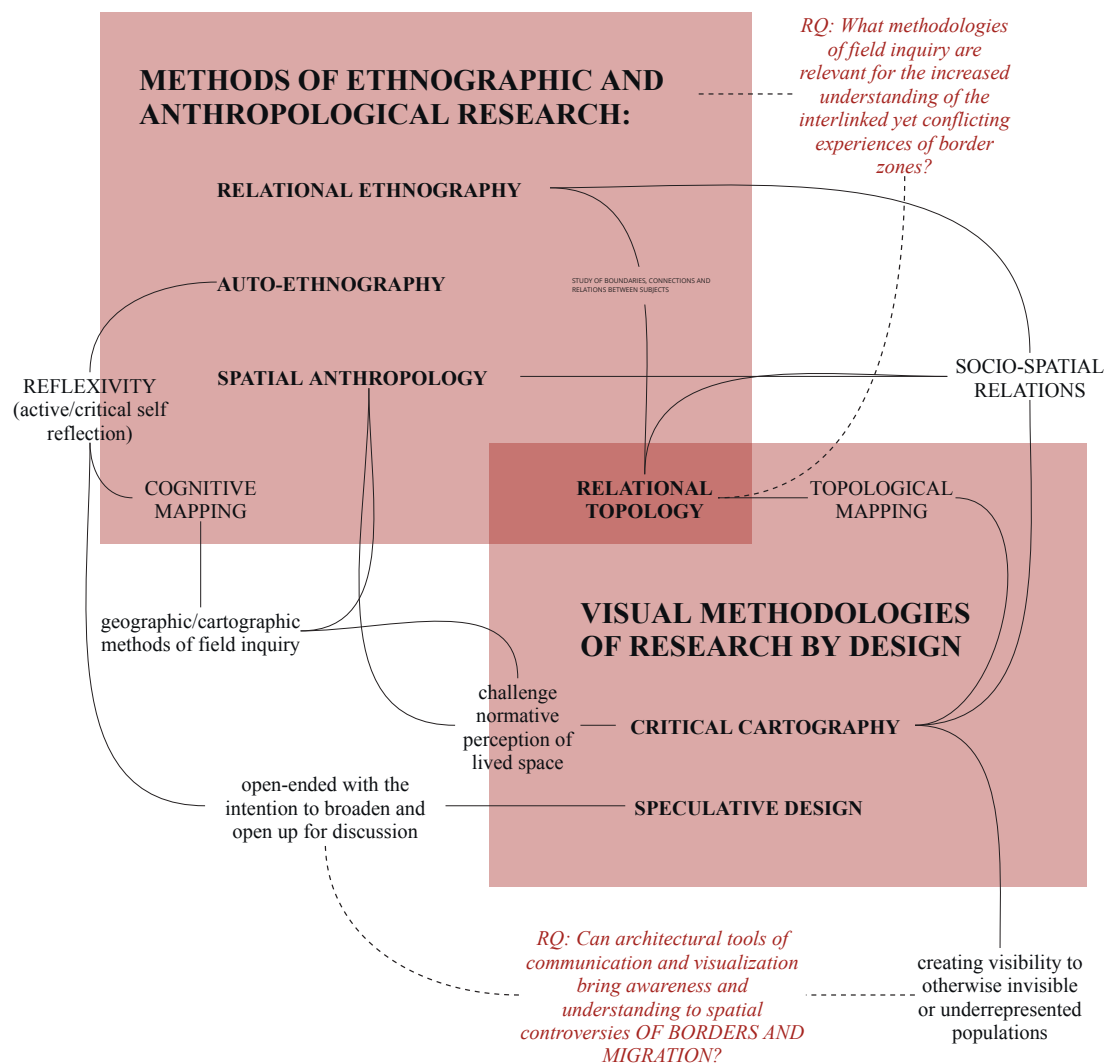 RQ: What methodologies
of field inquiry are
relevant for the increased
understanding of the
interlinked yet conflicting
experiences of border
zones?
METHODS OF ETHNOGRAPHIC AND
ANTHROPOLOGICAL RESEARCH:
RELATIONAL ETHNOGRAPHY
AUTO-ETHNOGRAPHY
STUDY OF BOUNDARIES, CONNECTIONS AND
RELATIONS BETWEEN SUBJECTS
SPATIAL ANTHROPOLOGY
SOCIO-SPATIAL
RELATIONS
REFLEXIVITY
(active/critical self
reflection)
COGNITIVE
MAPPING
RELATIONAL
TOPOLOGY
TOPOLOGICAL
MAPPING
geographic/cartographic
methods of field inquiry
VISUAL METHODOLOGIES
OF RESEARCH BY DESIGN
challenge
normative
perception of
lived space
CRITICAL CARTOGRAPHY
open-ended with the
intention to broaden and
open up for discussion
SPECULATIVE DESIGN
RQ: Can architectural tools of
communication and visualization
bring awareness and
understanding to spatial
controversies OF BORDERS AND
MIGRATION?
creating visibility to
otherwise invisible
or underrepresented
populations